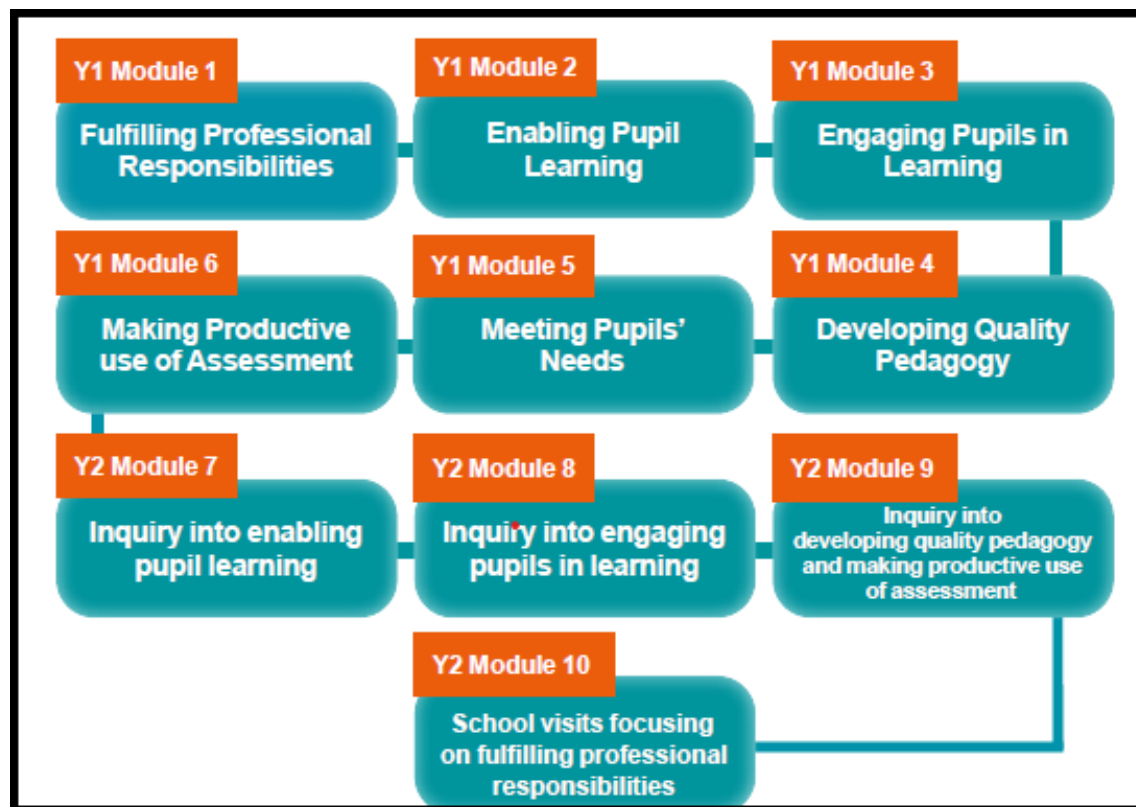 Y1 Module 1
Fulfilling Professional
Responsibilities
Y1 Module 2
Enabling Pupil
Learning
Y1 Module 3
Engaging Pupils in
Learning
Y1 Module 6
Making Productive
use of Assessment
Y1 Module 5
Meeting Pupils’
Needs
Y1 Module 4
Developing Quality
Pedagogy
Y2 Module 7
Inquiry into enabling
pupil learning
Y2 Module 8
Inquiry into engaging
pupils in learning
Y2 Module 9
Inquiry into
developing quality pedagogy
and making productive use
of assessment
Y2 Module 10
School visits focusing
on fulfilling professional
responsibilities